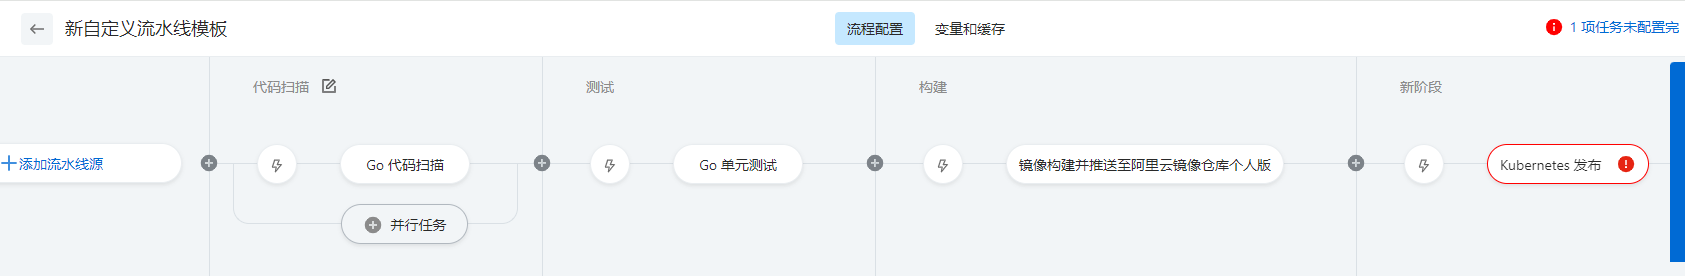 新自定义流水线模板
流程配置
变量和缓存
1 项任务未配置完
代码扫描
测试
构建
新阶段
添加流水线源
Go 代码扫描
Go 单元测试
镜像构建并推送至阿里云镜像仓库个人版
Kubernetes 发布
并行任务